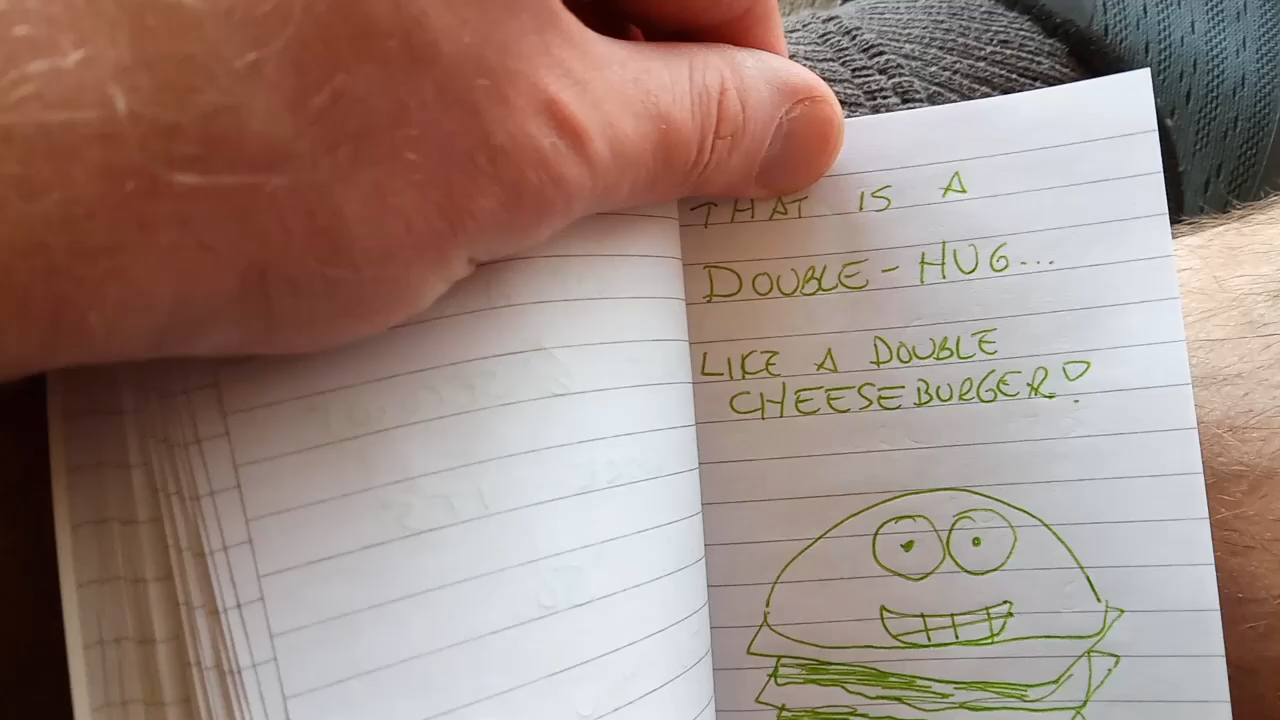 THAT IS A
DOUBLE-HUG...
LIKE A DOUBLE
CHEESEBURGER!